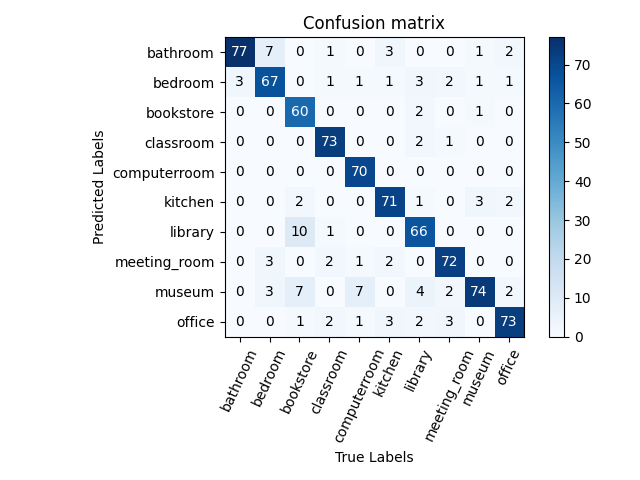 Confusion matrix
bathroom 77 7 0 1 0 3 0 0 1 2
bedroom 3 67 0 1 1 1 3 2 1 1
bookstore 0 0 60 0 0 0 2 0 1 0
classroom 0 0 0 73 0 0 2 1 0 0
computerroom 0 0 0 0 70 0 0 0 0 0
kitchen 0 0 2 0 0 71 1 0 3 2
library 0 0 10 1 0 0 66 0 0 0
meeting_room 0 3 0 2 1 2 0 72 0 0
museum 0 3 7 0 7 0 4 2 74 2
office 0 0 1 2 1 3 2 3 0 73
bathroom bedroom bookstore classroom computerroom kitchen library meeting_room museum office
True Labels
Predicted Labels
70
60
50
40
30
20
10
0